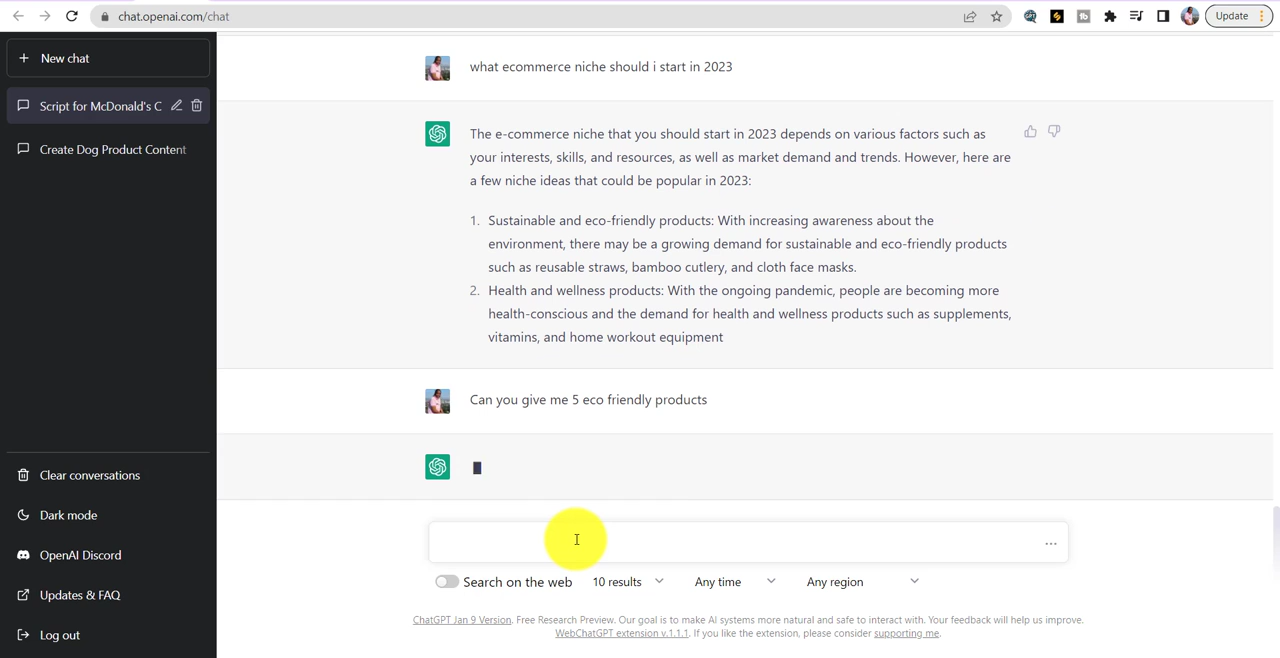 chat.openai.com/chat
Update
New chat
Script for McDonald's C
Create Dog Product Content
what ecommerce niche should i start in 2023
The e-commerce niche that you should start in 2023 depends on various factors such as
your interests, skills, and resources, as well as market demand and trends. However, here are
a few niche ideas that could be popular in 2023:
1. Sustainable and eco-friendly products: With increasing awareness about the
environment, there may be a growing demand for sustainable and eco-friendly products
such as reusable straws, bamboo cutlery, and cloth face masks.
2. Health and wellness products: With the ongoing pandemic, people are becoming more
health-conscious and the demand for health and wellness products such as supplements,
vitamins, and home workout equipment
Can you give me 5 eco friendly products
Clear conversations
Dark mode
OpenAI Discord
Updates & FAQ
Log out
Search on the web 10 results Any time Any region
ChatGPT Jan 9 Version. Free Research Preview. Our goal is to make AI systems more natural and safe to interact with. Your feedback will help us improve.
WebChatGPT extension v.1.1.1. If you like the extension, please consider supporting me.